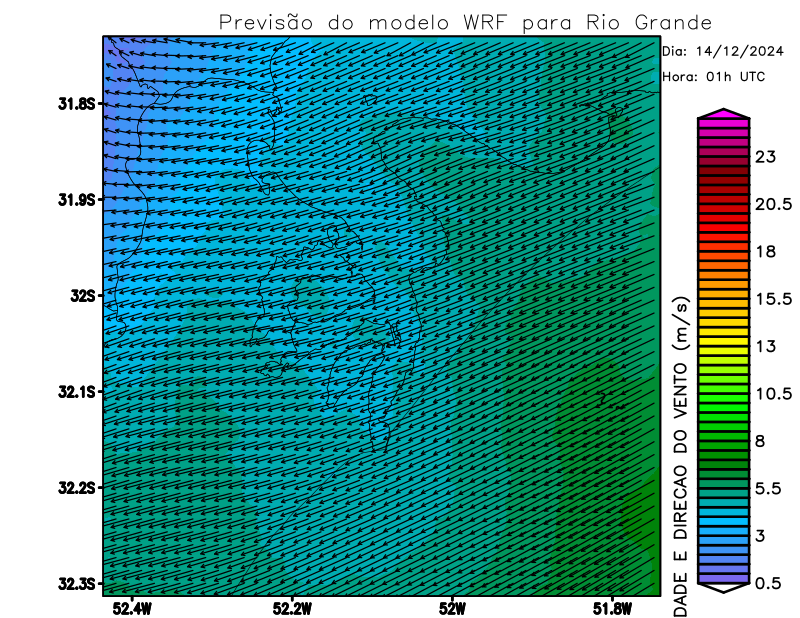 Previsão do modelo WRF para Rio Grande
Dia: 14/12/2024
Hora: 01h UTC
31.8S
31.9S
32S
32.1S
32.2S
32.3S
52.4W
52.2W
52W
51.8W
23
20.5
18
15.5
13
10.5
8
5.5
3
0.5
DADE E DIRECAO DO VENTO (m/s)